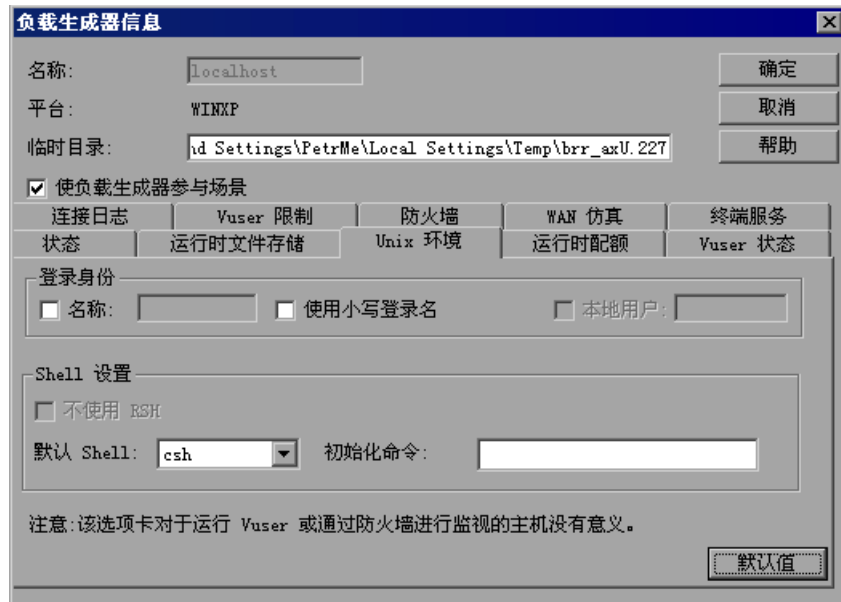 负载生成器信息
名称: localhost 确定
平台: WINXP 取消
临时目录: nd Settings\PetrMe\Local Settings\Temp\brr_axU.227 帮助
使负载生成器参与场景
连接日志 Vuser 限制 防火墙 WAN 仿真 终端服务
状态 运行时文件存储 Unix 环境 运行时配额 Vuser 状态
登录身份
名称: 使用小写登录名 本地用户:
Shell 设置
不使用 RSH
默认 Shell: csh 初始化命令:
注意:该选项卡对于运行 Vuser 或通过防火墙进行监视的主机没有意义。
默认值